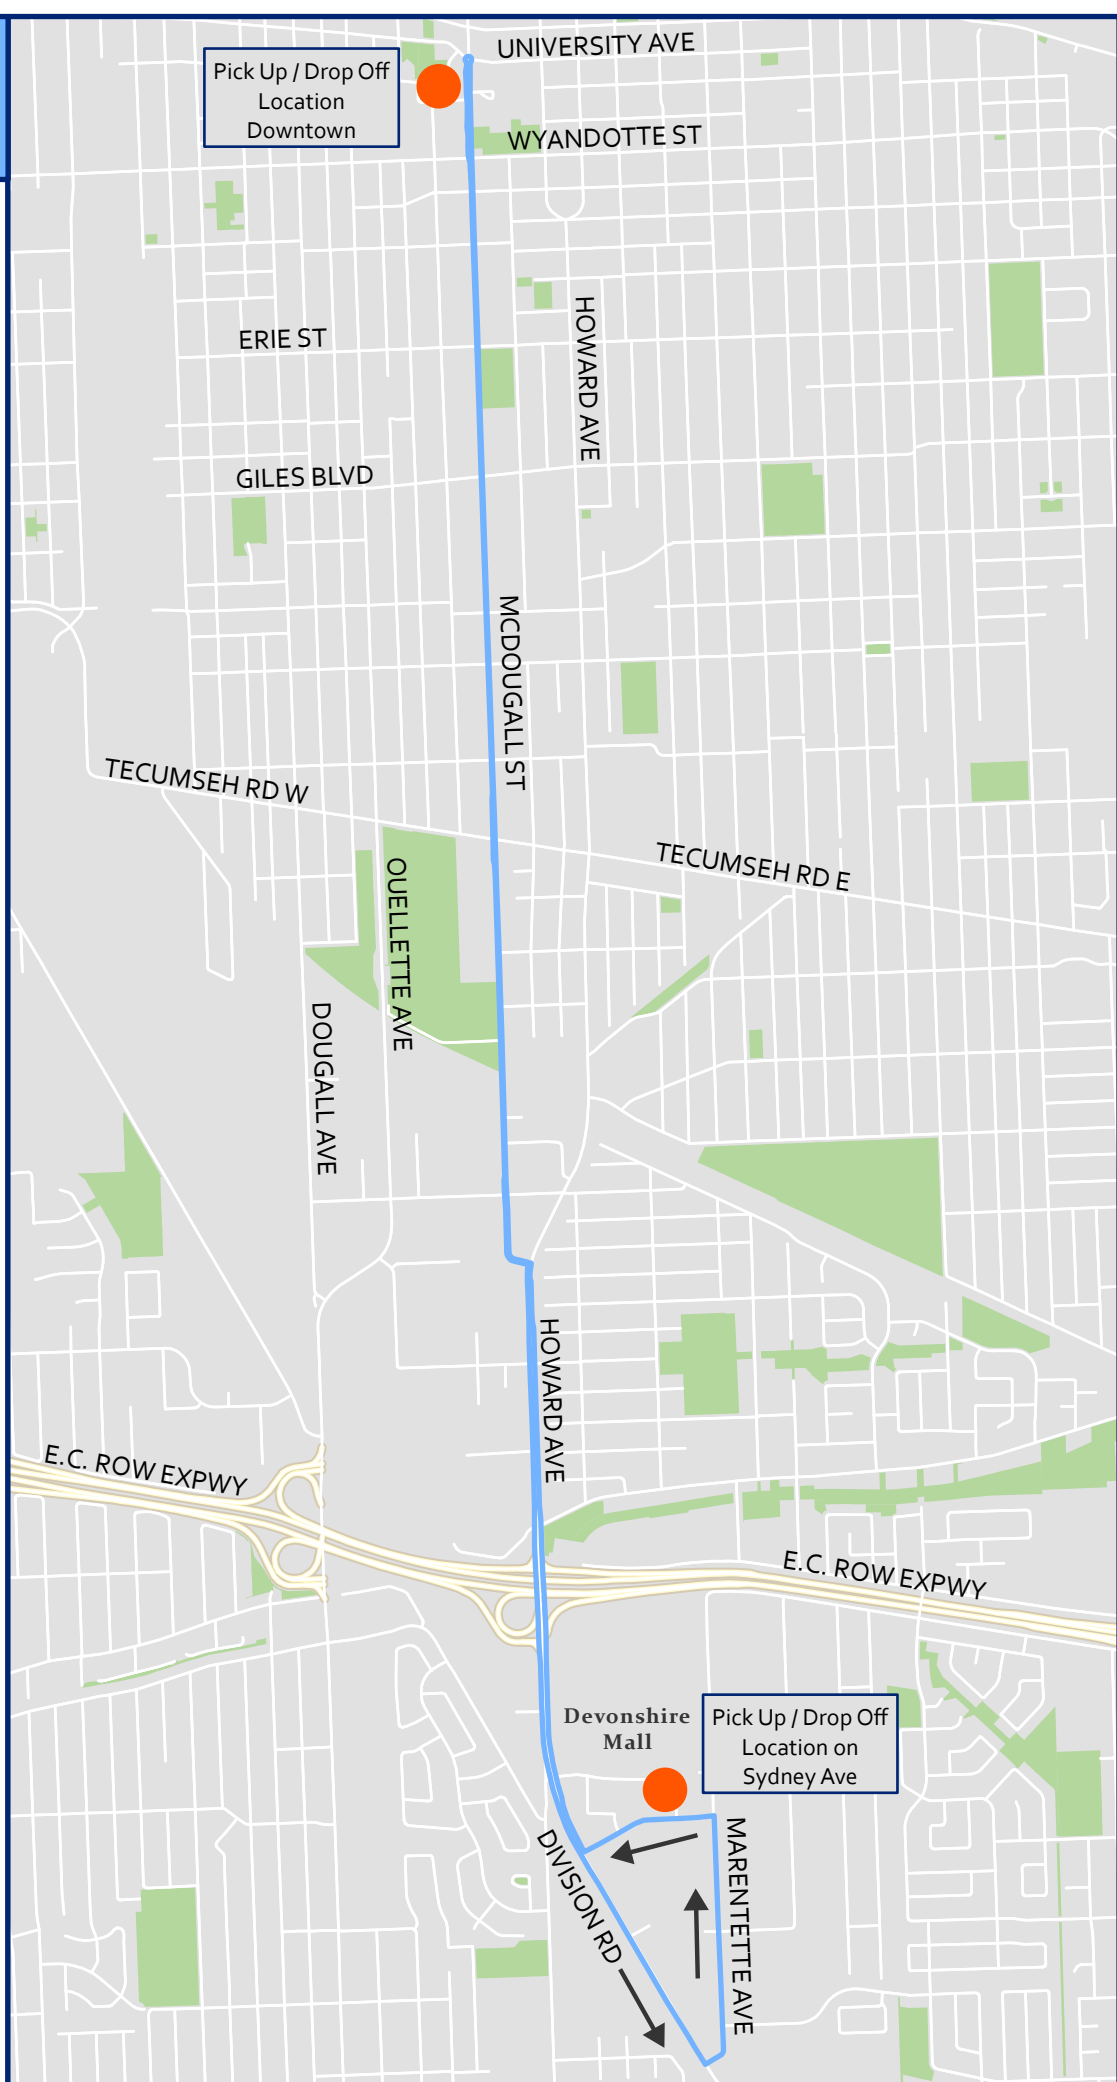 UNIVERSITY AVE
Pick Up / Drop Off
Location
Downtown
WYANDOTTE ST
ERIE ST
HOWARD AVE
GILES BLVD
MCDOUGALL ST
TECUMSEH RD W
TECUMSEH RD E
OUELLETTE AVE
DOUGALL AVE
HOWARD AVE
E.C. ROW EXPWY
E.C. ROW EXPWY
Devonshire
Mall
Pick Up / Drop Off
Location on
Sydney Ave
DIVISION RD
MARENTETTE AVE